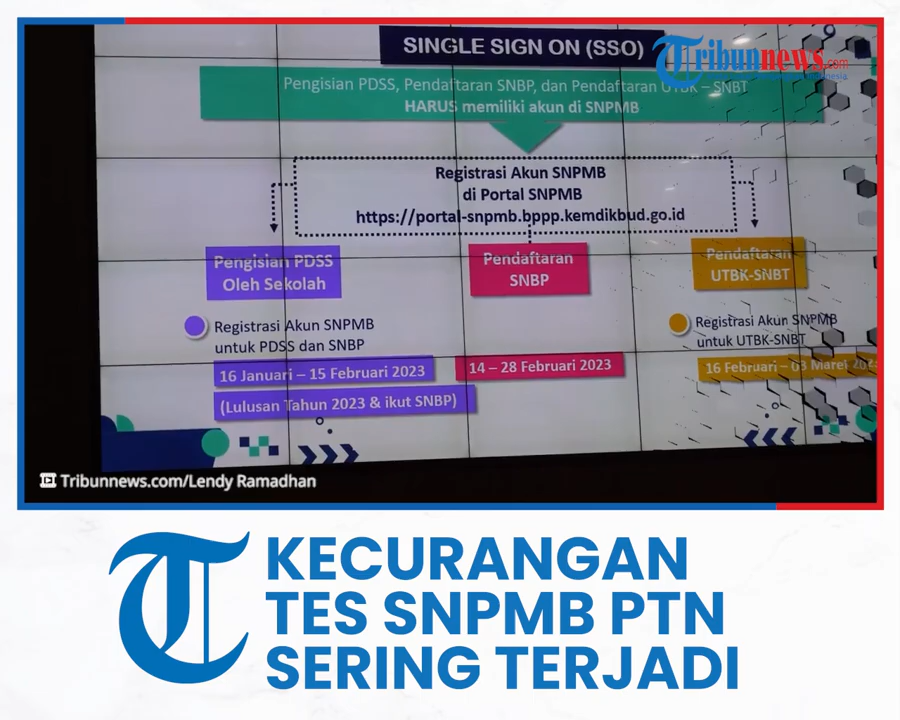 SINGLE SIGN ON (SSO)
Tribunnews.com
Pengisian PDSS, Pendaftaran SNBP, dan Pendaftaran UTBK – SNBT
HARUS memiliki akun di SNPMB
Registrasi Akun SNPMB
di Portal SNPMB
https://portal-snpmb.bppp.kemdikbud.go.id
Pengisian PDSS
Oleh Sekolah
Pendaftaran
SNBP
Pendaftaran
UTBK-SNBT
Registrasi Akun SNPMB
untuk PDSS dan SNBP
Registrasi Akun SNPMB
untuk UTBK-SNBT
16 Januari – 15 Februari 2023
14 – 28 Februari 2023
16 Februari – 03 Maret
(Lulusan Tahun 2023 & ikut SNBP)
Tribunnews.com/Lendy Ramadhan
KECURANGAN
TES SNPMB PTN
SERING TERJADI